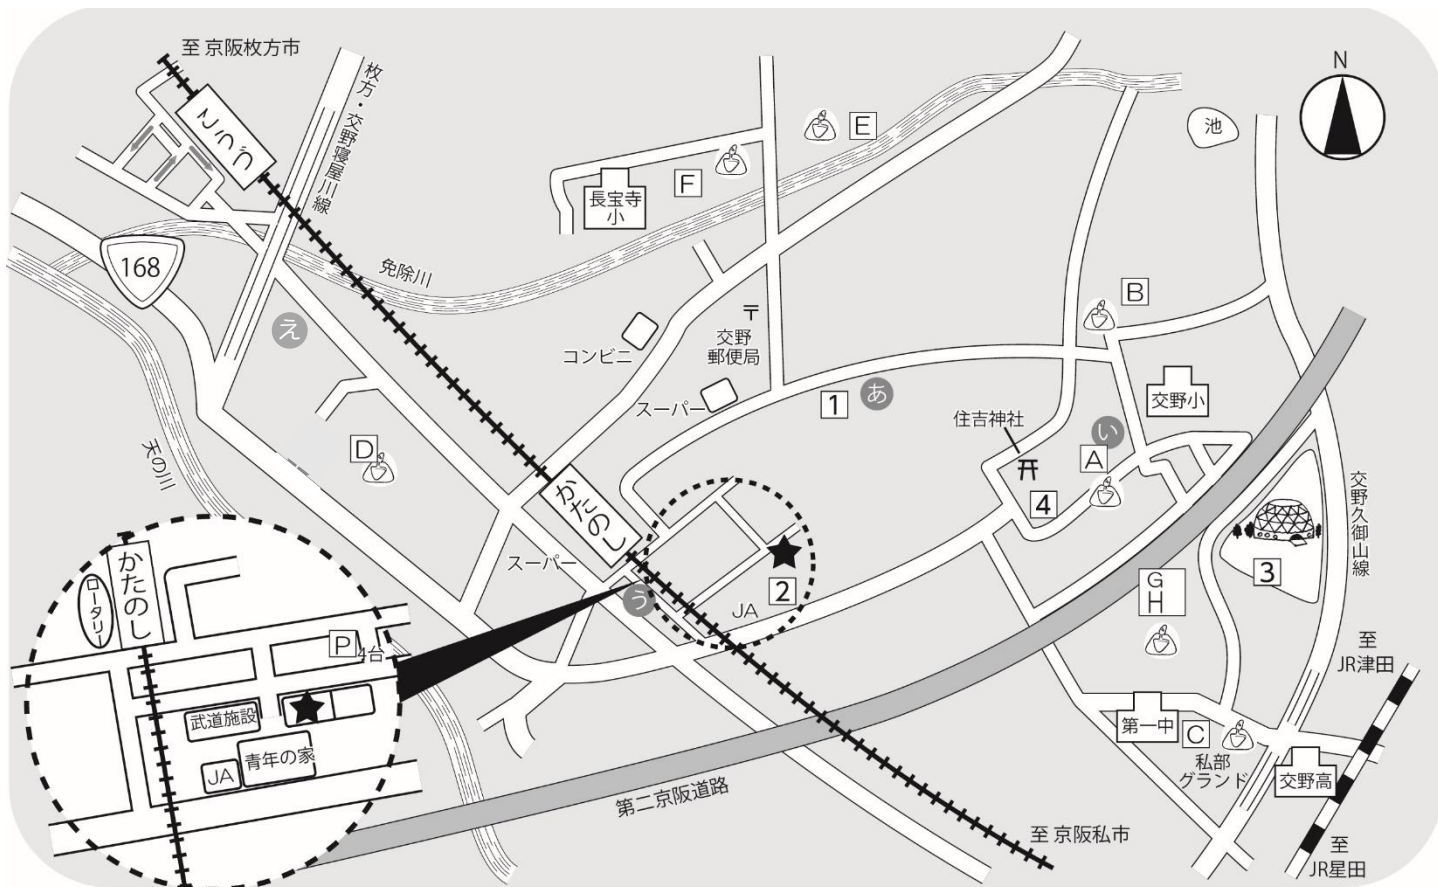 至 京阪枚方市
こうづ
枚方・交野寝屋川線
N
池
E
F
長宝寺
小
168
免除川
え
B
〒
交野
郵便局
コンビニ
スーパー
1
あ
住吉神社
交野小
い
A
D
天の川
かたのし
4
交野久御山線
スーパー
2
JA
う
3
G
H
至
JR津田
かたのし
ロータリー
P
4台
武道施設
青年の家
JA
第一中
C
私部
グランド
交野高
第二京阪道路
至 京阪私市
至
JR星田